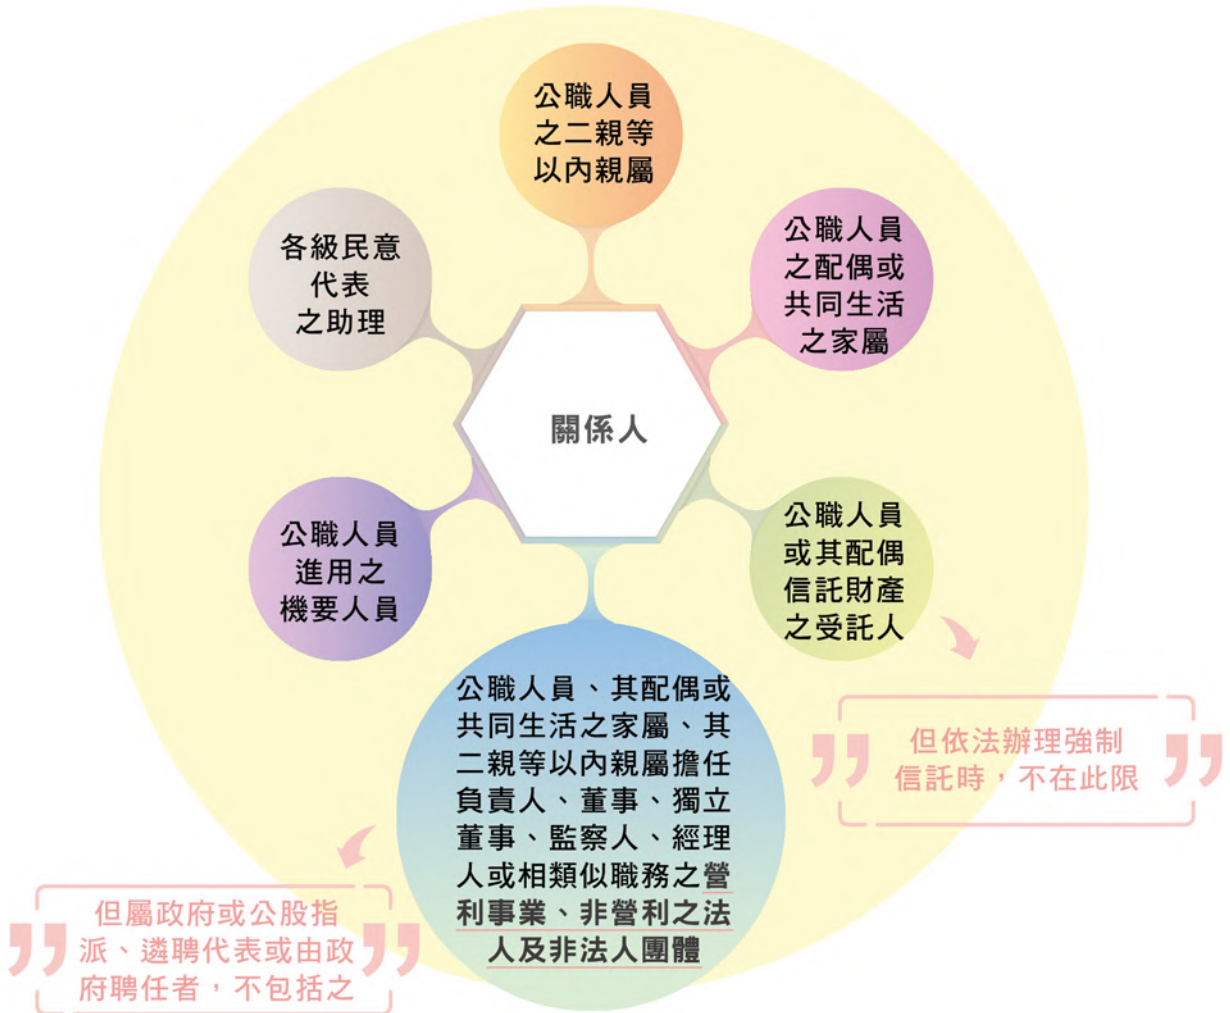 公職人員
之二親等
以內親屬
各級民意
代表
之助理
公職人員
之配偶或
共同生活
之家屬
關係人
公職人員
進用之
機要人員
公職人員
或其配偶
信託財產
之受託人
公職人員、其配偶或
共同生活之家屬、其
二親等以內親屬擔任
負責人、董事、獨立
董事、監察人、經理
人或相類似職務之營
利事業、非營利之法
人及非法人團體
但依法辦理強制
信託時,不在此限
但屬政府或公股指
派、遴聘代表或由政
府聘任者,不包括之